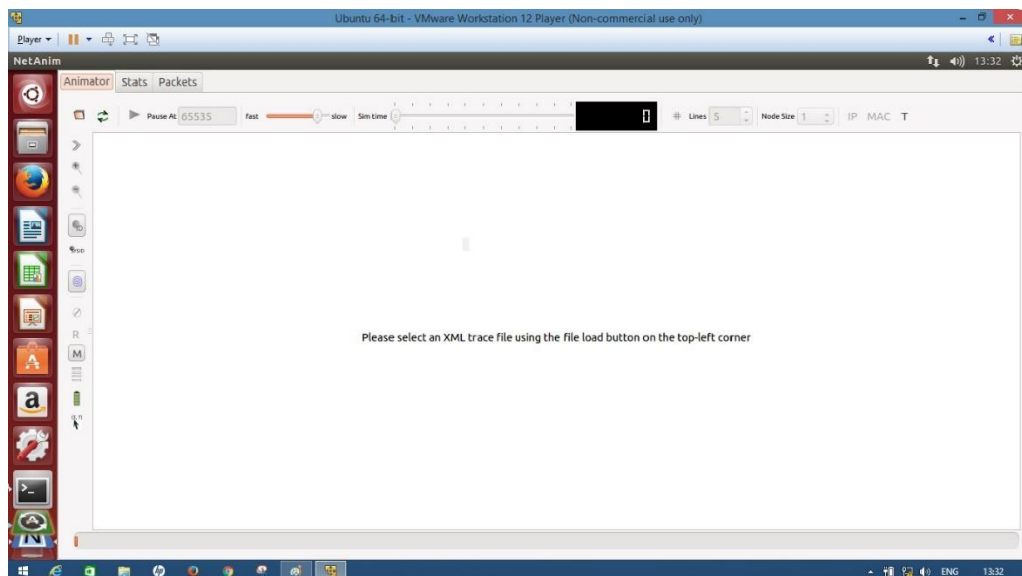 Ubuntu 64-bit - VMware Workstation 12 Player (Non-commercial use only)
Player
NetAnim 13:32
Animator Stats Packets
Pause At 65535 fast slow Sim time 0 # Lines 5 Node Size 1 IP MAC T
R
M
Please select an XML trace file using the file load button on the top-left corner
ENG 13:32